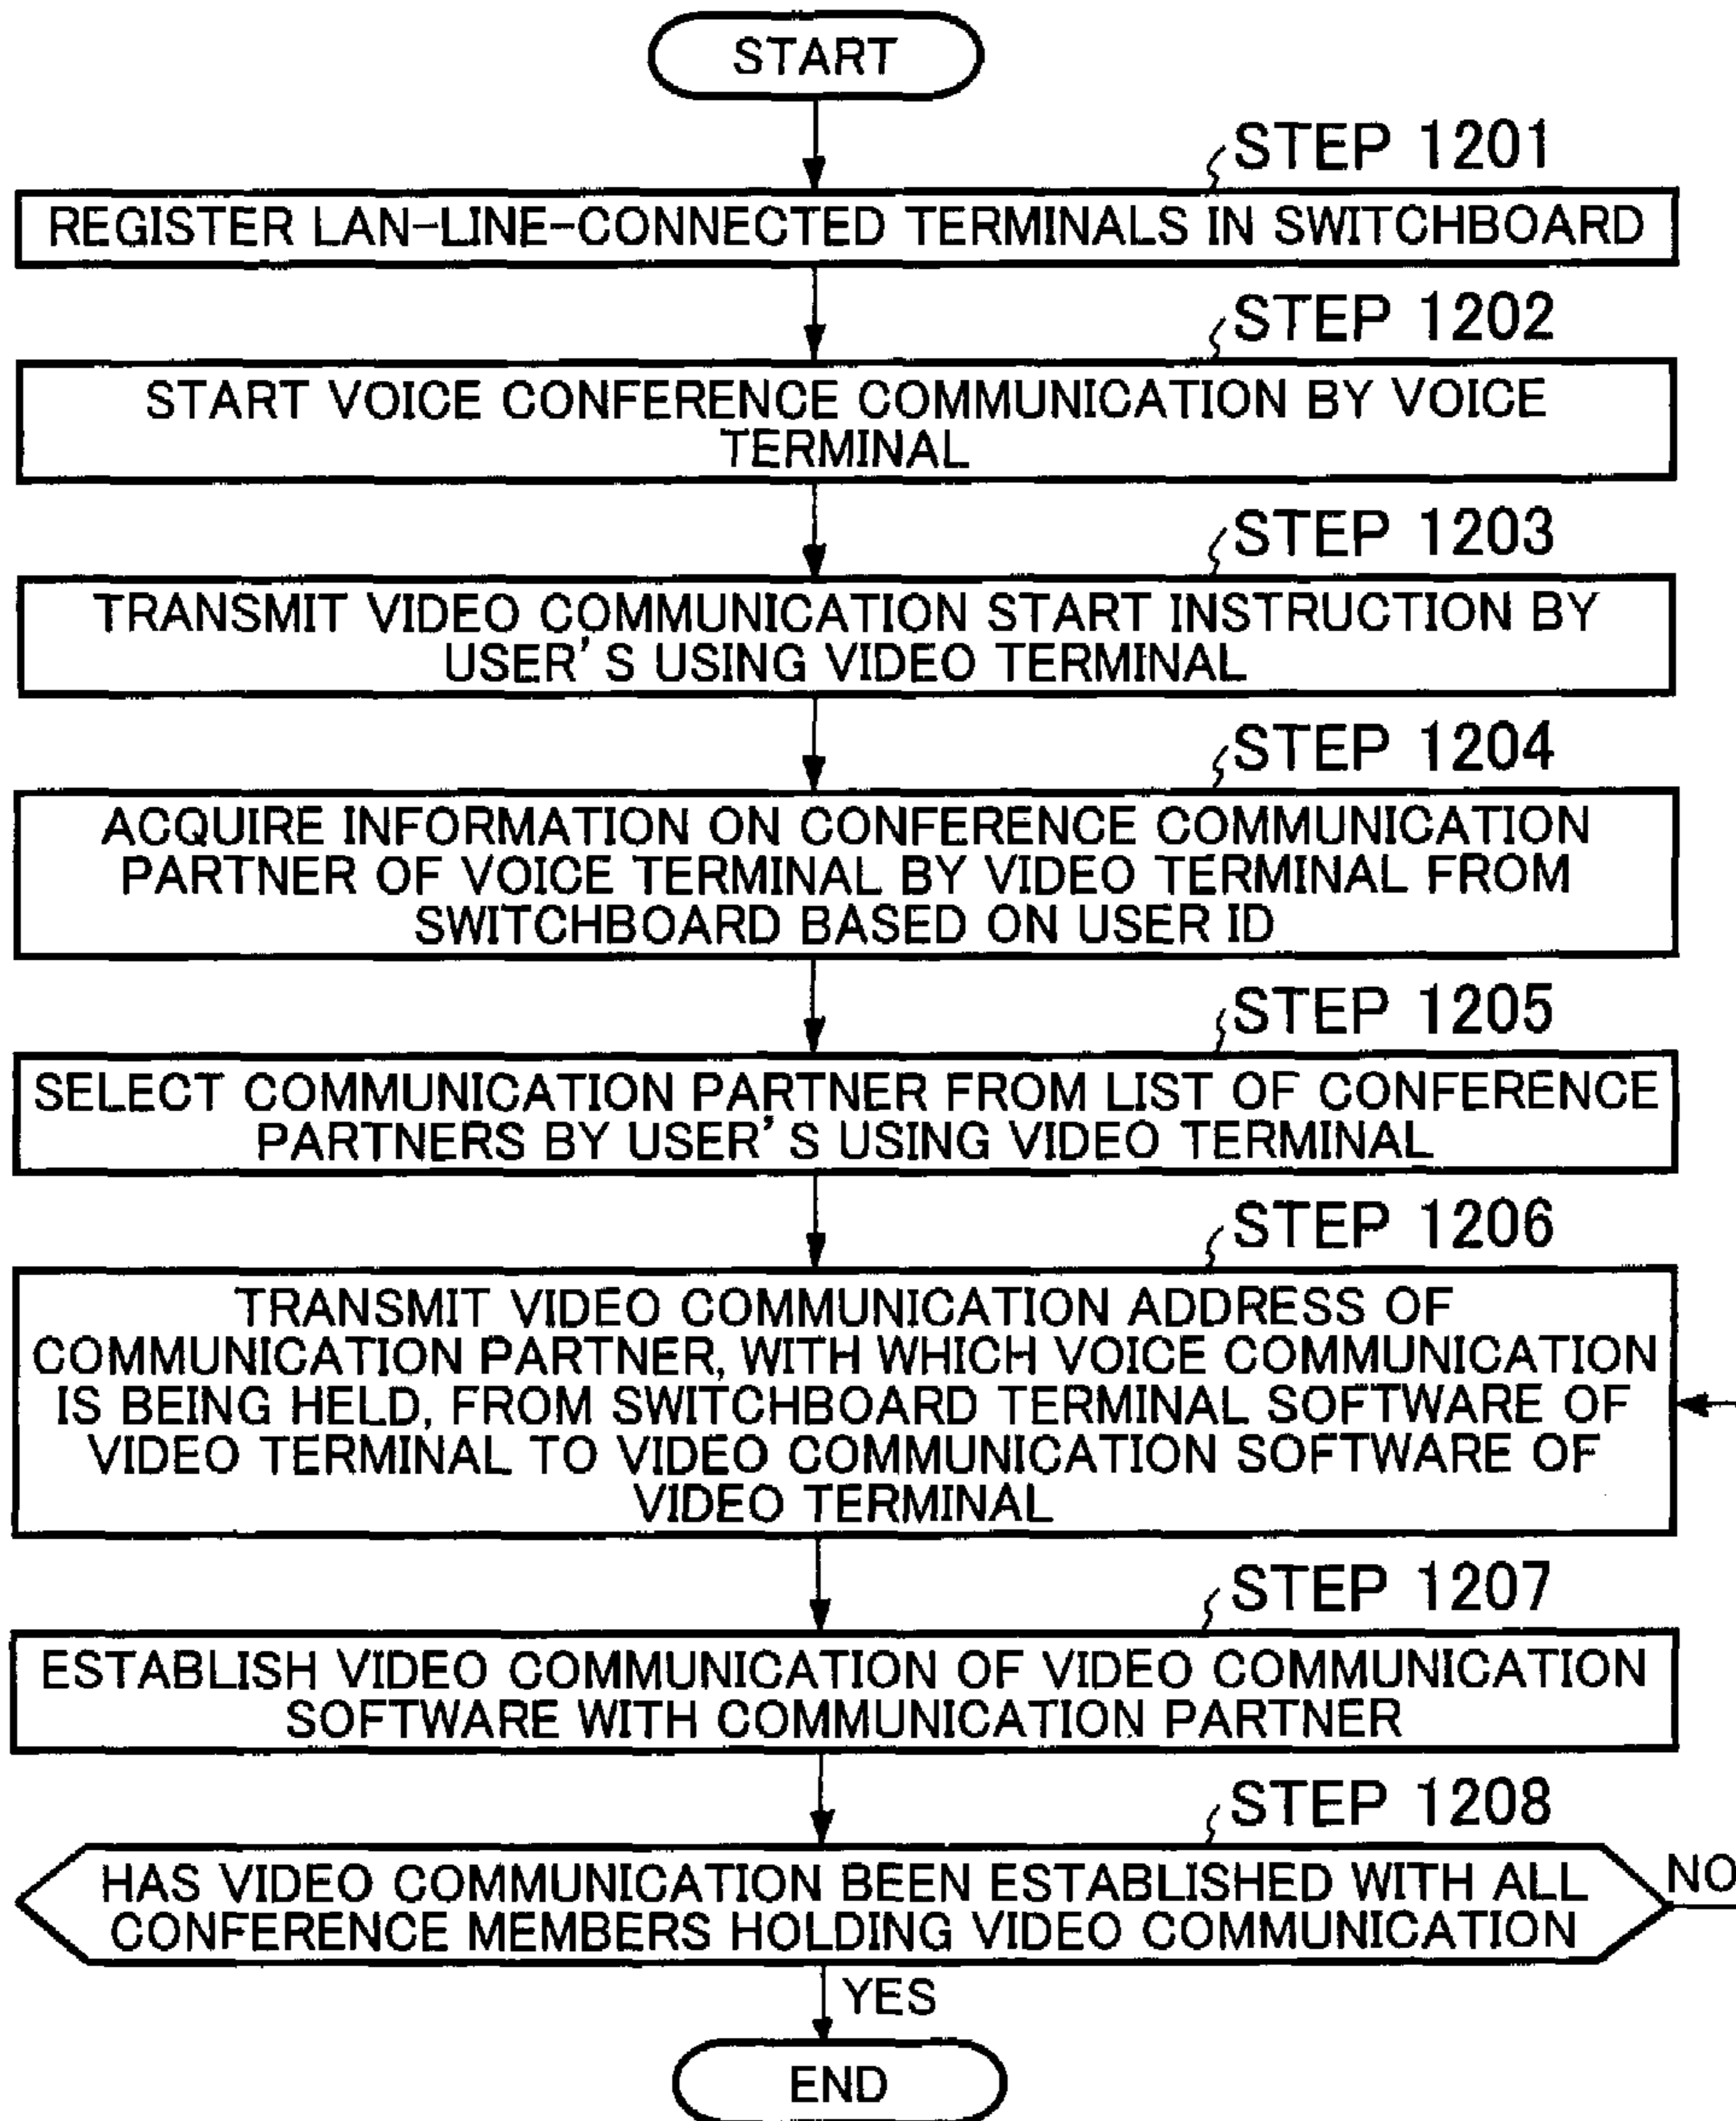 START
STEP 1201
REGISTER LAN-LINE-CONNECTED TERMINALS IN SWITCHBOARD
STEP 1202
START VOICE CONFERENCE COMMUNICATION BY VOICE
TERMINAL
STEP 1203
TRANSMIT VIDEO COMMUNICATION START INSTRUCTION BY
USER'S USING VIDEO TERMINAL
STEP 1204
ACQUIRE INFORMATION ON CONFERENCE COMMUNICATION
PARTNER OF VOICE TERMINAL BY VIDEO TERMINAL FROM
SWITCHBOARD BASED ON USER ID
STEP 1205
SELECT COMMUNICATION PARTNER FROM LIST OF CONFERENCE
PARTNERS BY USER'S USING VIDEO TERMINAL
STEP 1206
TRANSMIT VIDEO COMMUNICATION ADDRESS OF
COMMUNICATION PARTNER, WITH WHICH VOICE COMMUNICATION
IS BEING HELD, FROM SWITCHBOARD TERMINAL SOFTWARE OF
VIDEO TERMINAL TO VIDEO COMMUNICATION SOFTWARE OF
VIDEO TERMINAL
STEP 1207
ESTABLISH VIDEO COMMUNICATION OF VIDEO COMMUNICATION
SOFTWARE WITH COMMUNICATION PARTNER
STEP 1208
HAS VIDEO COMMUNICATION BEEN ESTABLISHED WITH ALL
CONFERENCE MEMBERS HOLDING VIDEO COMMUNICATION
NO
YES
END